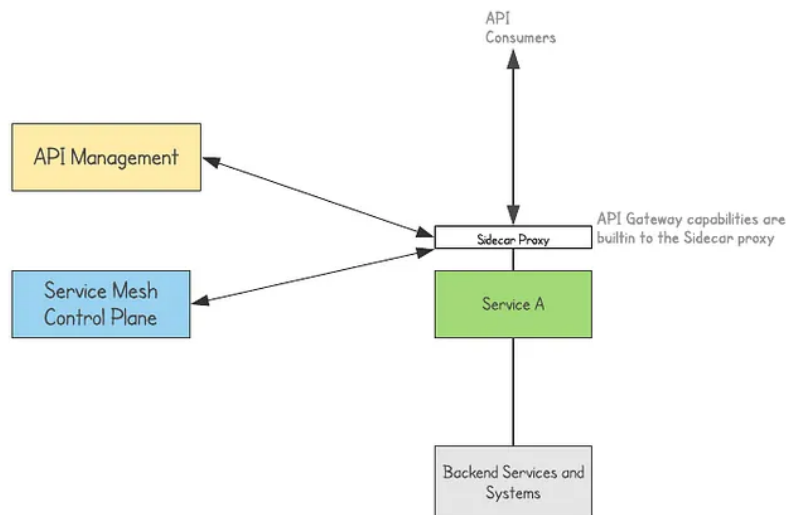 API
Consumers
API Management
API Gateway capabilities are
builtin to the Sidecar proxy
Sidecar Proxy
Service Mesh
Control Plane
Service A
Backend Services and
Systems